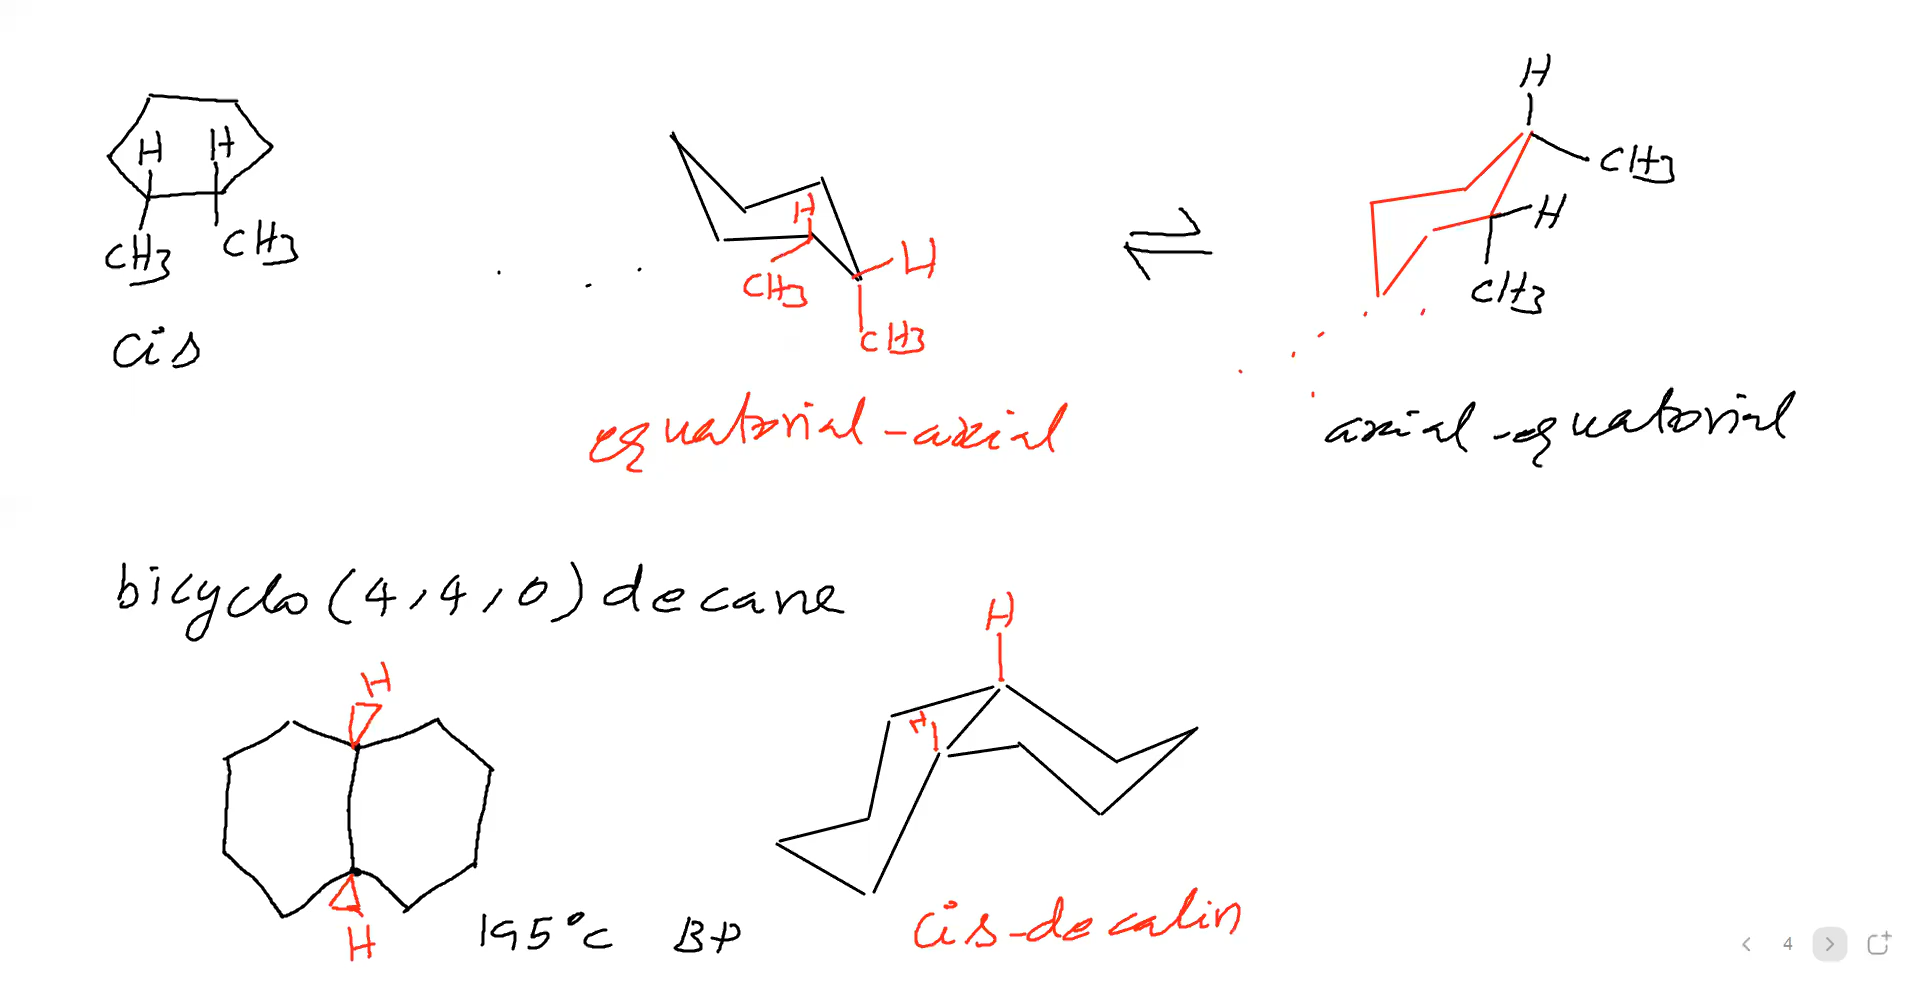 H
H H
CH3 CH3
cis
H
CH3
H
CH3
H
CH3
H
CH3
equatorial-axial
axial-equatorial
bicyclo(4,4,0)decane
H
H
H
H
195°C BP
cis-decalin
4